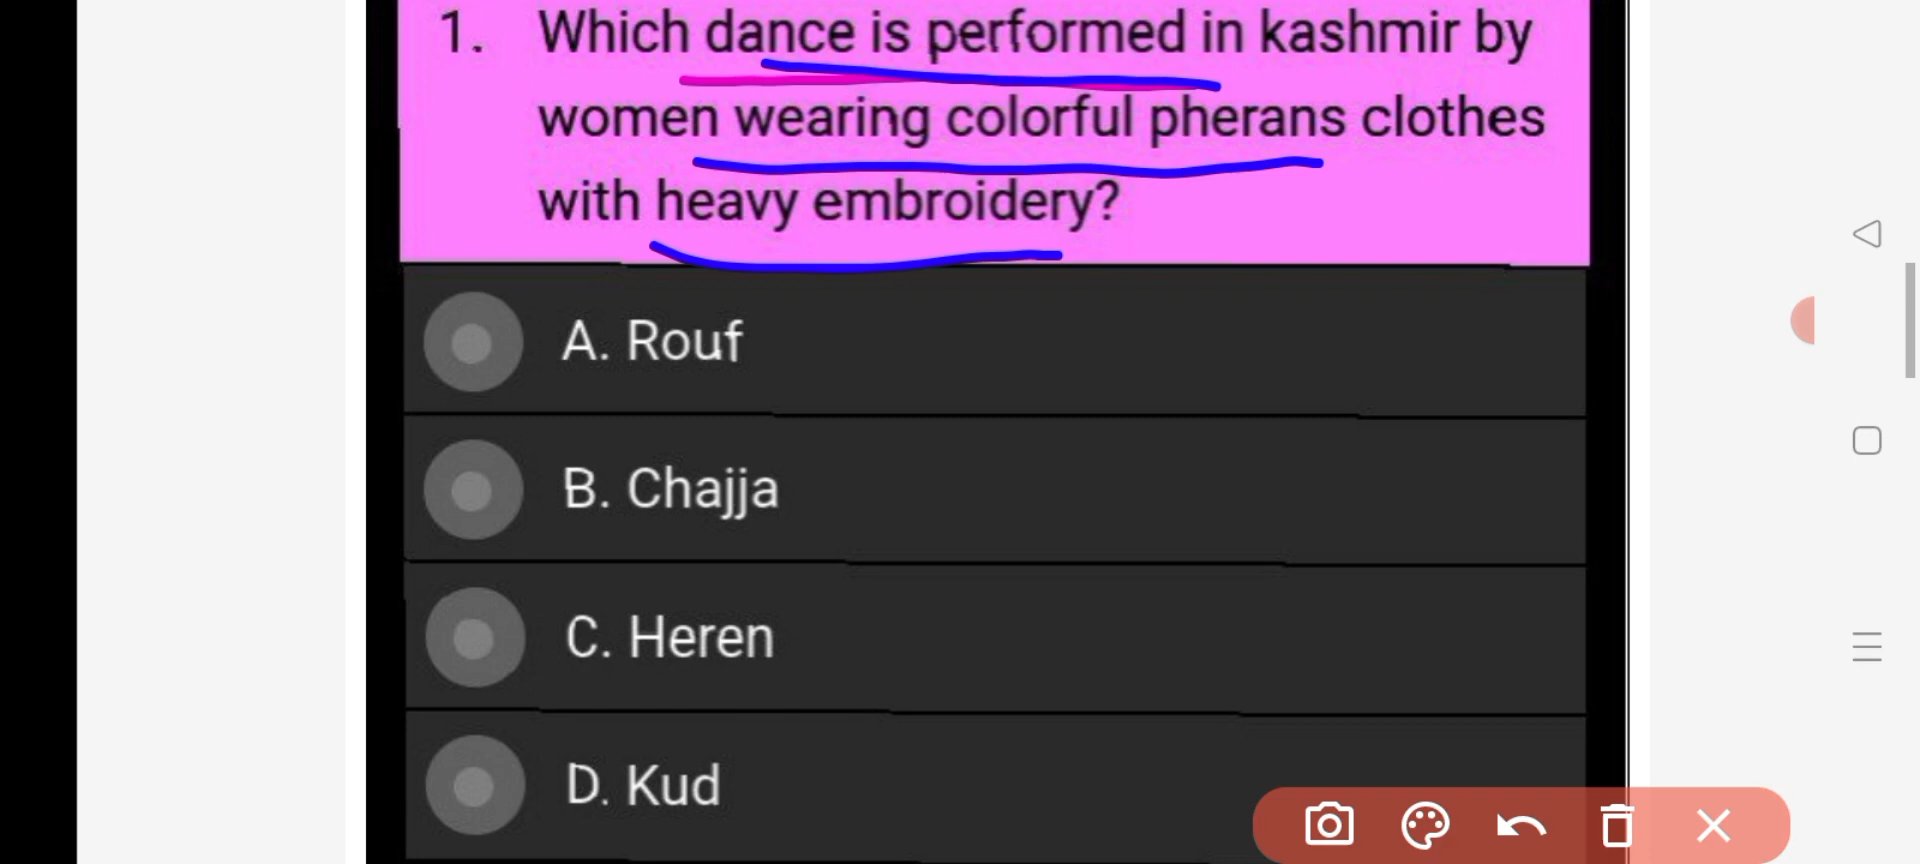 1. Which dance is performed in kashmir by
women wearing colorful pherans clothes
with heavy embroidery?
A. Rouf
B. Chajja
C. Heren
D. Kud